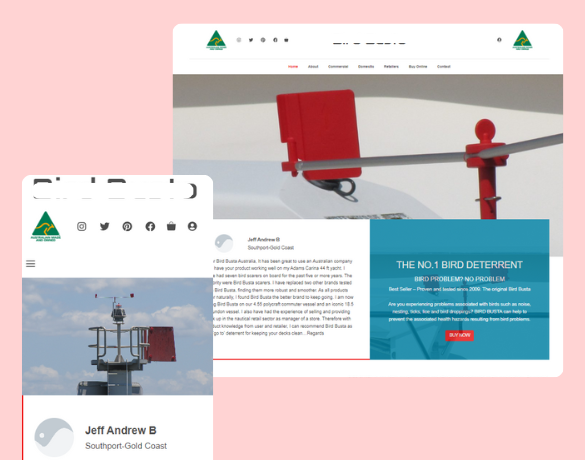 Home About Commercial Domestic Retailers Buy Online Contact
Jeff Andrew B
Southport-Gold Coast
Bird Busta Australia. It has been great to use an Australian company
have your product working well on my Adams Carins 44 ft yacht. I
had seven bird scarers on board for the past five or more years. The
ority were Bird Busta scarers. I have replaced two other brands tested
Bird Busta, finding them more robust and smoother. As all products
r naturally, I found Bird Busta the better brand to keep going. I am now
g Bird Busta on our 4.55 polycraft commuter vessel and an iconic 18.5
vessel. I also have had the experience of selling and providing
up in the nautical retail sector as manager of a store. Therefore with
uct knowledge from user and retailer, I can recommend Bird Busta as
go to' deterrent for keeping your decks clean... Regards
THE NO.1 BIRD DETERRENT
BIRD PROBLEM? NO PROBLEM
Best Seller – Proven and tested since 2009. The original Bird Busta
Are you experiencing problems associated with birds such as noise,
nesting, ticks, lice and bird droppings? BIRD BUSTA can help to
prevent the associated health hazards resulting from bird problems.
BUY NOW
Bird Busta
Jeff Andrew B
Southport-Gold Coast